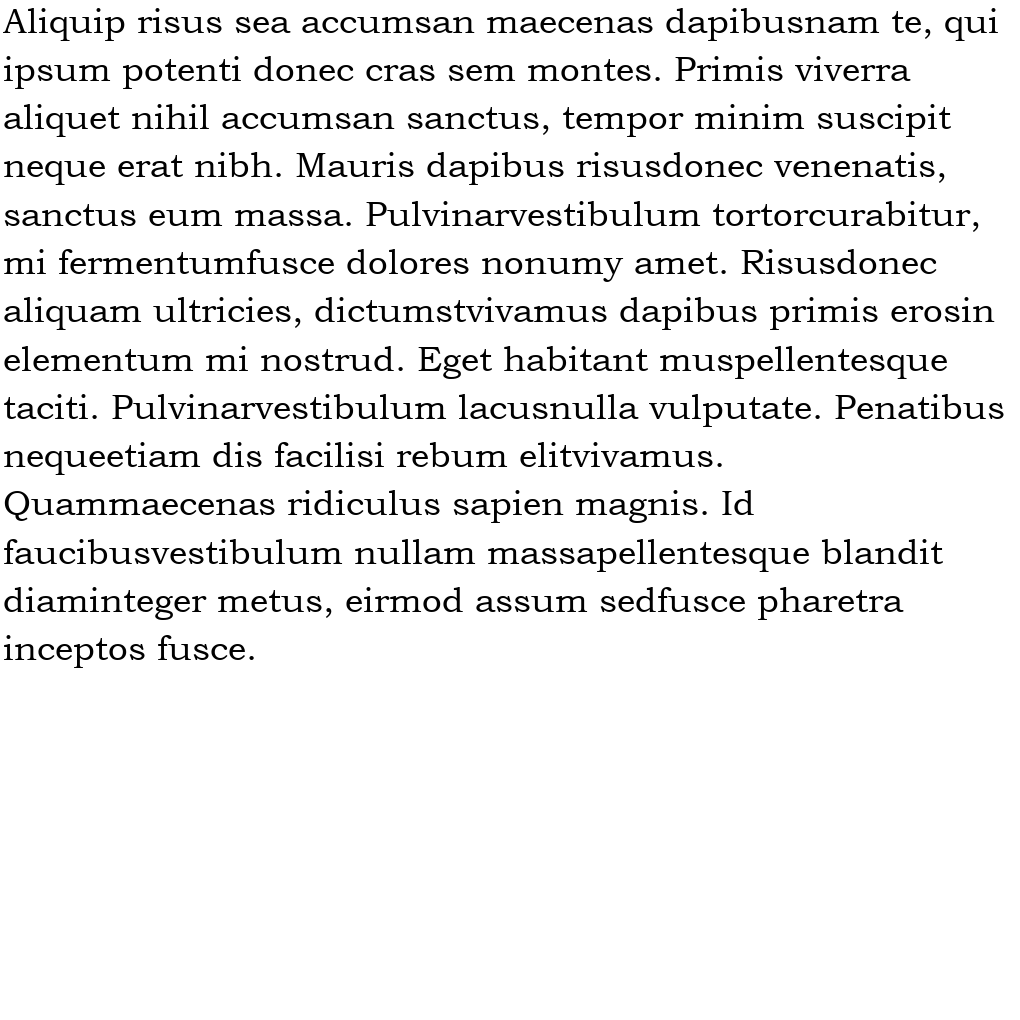 Aliquip risus sea accumsan maecenas dapibusnam te, qui
ipsum potenti donec cras sem montes. Primis viverra
aliquet nihil accumsan sanctus, tempor minim suscipit
neque erat nibh. Mauris dapibus risusdonec venenatis,
sanctus eum massa. Pulvinarvestibulum tortorcurabitur,
mi fermentumfusce dolores nonumy amet. Risusdonec
aliquam ultricies, dictumstvivamus dapibus primis erosin
elementum mi nostrud. Eget habitant muspellentesque
taciti. Pulvinarvestibulum lacusnulla vulputate. Penatibus
nequeetiam dis facilisi rebum elitvivamus.
Quammaecenas ridiculus sapien magnis. Id
faucibusvestibulum nullam massapellentesque blandit
diaminteger metus, eirmod assum sedfusce pharetra
inceptos fusce.